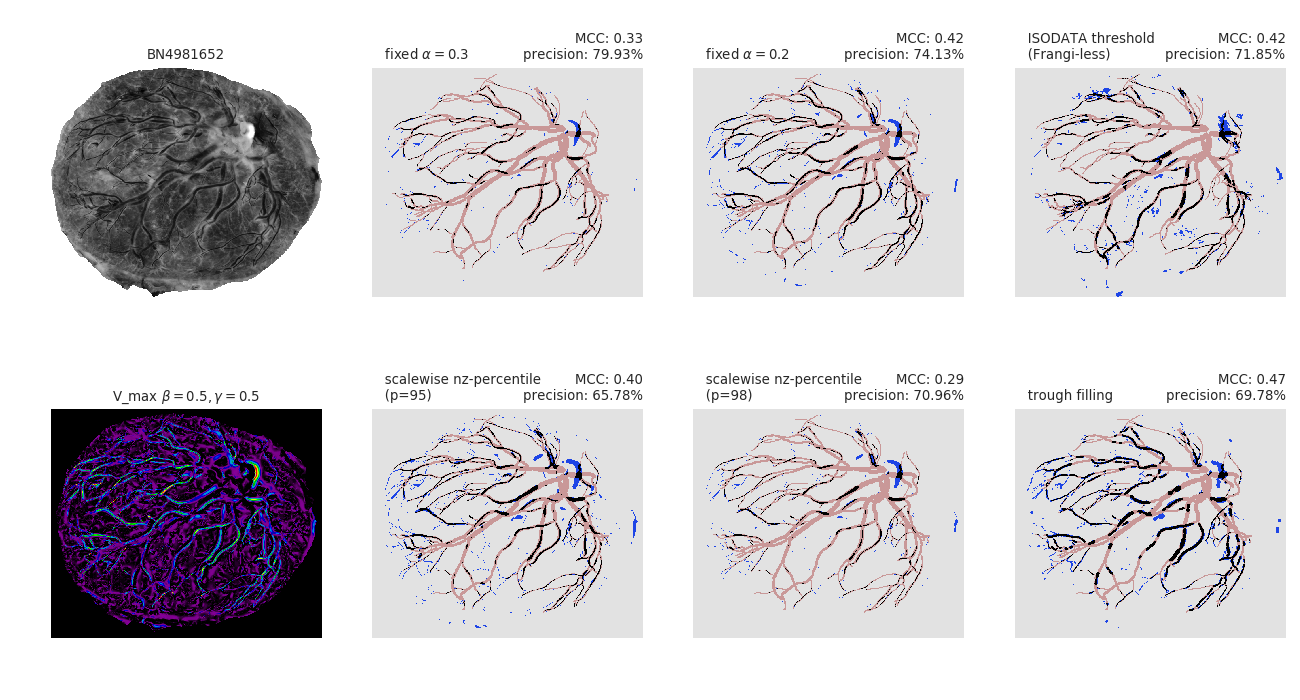 BN4981652
fixed α = 0.3
MCC: 0.33
precision: 79.93%
fixed α = 0.2
MCC: 0.42
precision: 74.13%
ISODATA threshold
(Frangi-less)
MCC: 0.42
precision: 71.85%
V_max β = 0.5, γ = 0.5
scalewise nz-percentile
(p=95)
MCC: 0.40
precision: 65.78%
scalewise nz-percentile
(p=98)
MCC: 0.29
precision: 70.96%
trough filling
MCC: 0.47
precision: 69.78%